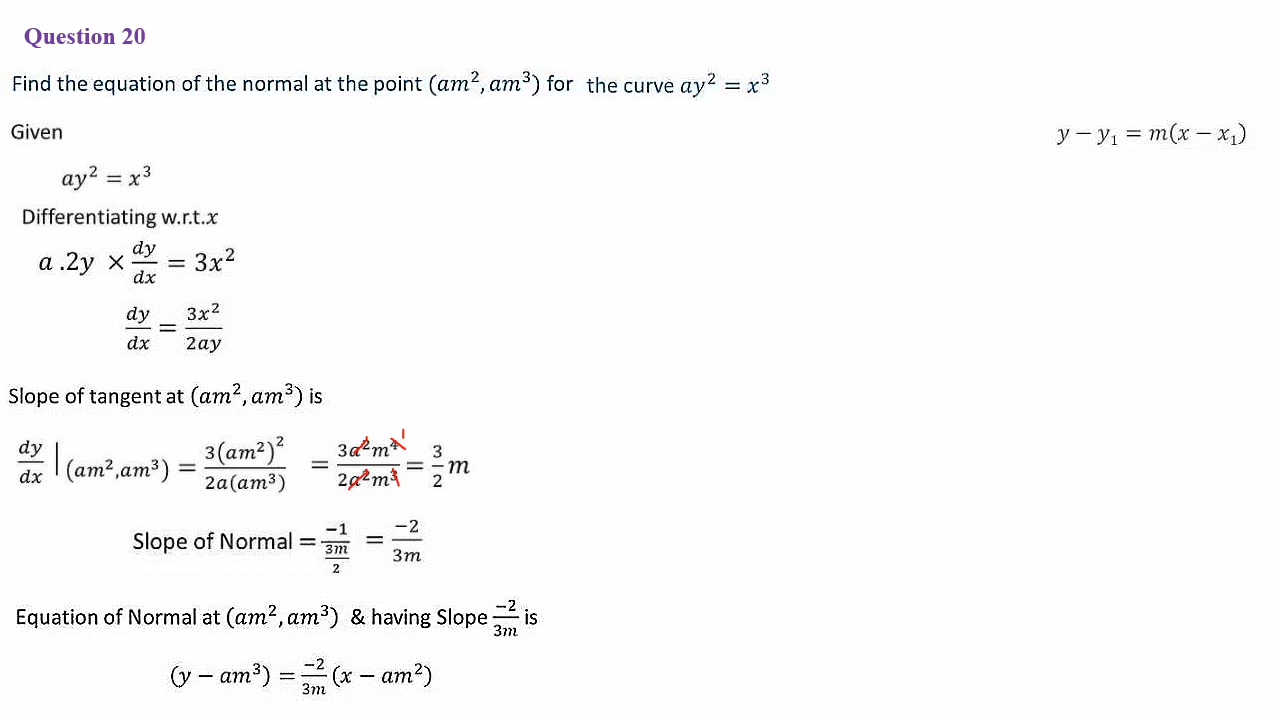 Question 20
Find the equation of the normal at the point (am², am³) for the curve ay² = x³
Given
y − y₁ = m(x − x₁)
ay² = x³
Differentiating w.r.t.x
a .2y × dy/dx = 3x²
dy/dx = 3x²/2ay
Slope of tangent at (am², am³) is
dy/dx |(am²,am³) = 3(am²)²/2a(am³) = 3a²m⁴/2a²m³ = 3/2 m
Slope of Normal = −1/(3m/2) = −2/3m
Equation of Normal at (am², am³) & having Slope −2/3m is
(y − am³) = −2/3m (x − am²)